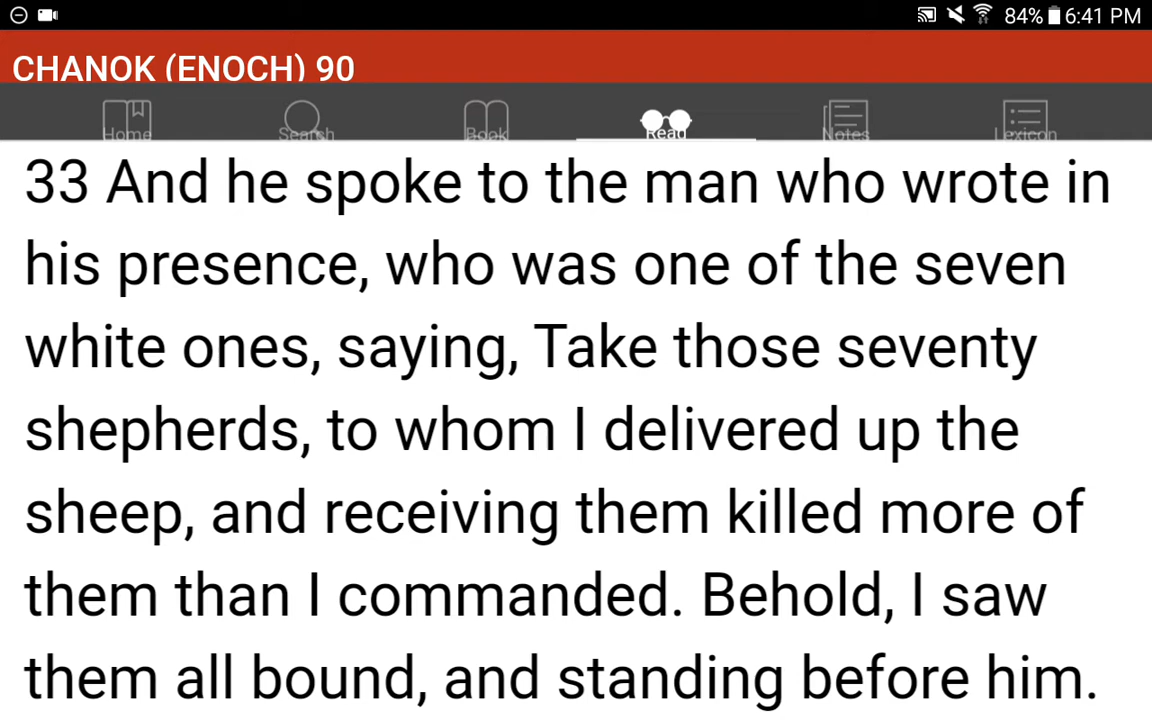 84% 6:41 PM
CHANOK (ENOCH) 90
Home Search Book Read Notes Lexicon
33 And he spoke to the man who wrote in
his presence, who was one of the seven
white ones, saying, Take those seventy
shepherds, to whom I delivered up the
sheep, and receiving them killed more of
them than I commanded. Behold, I saw
them all bound, and standing before him.